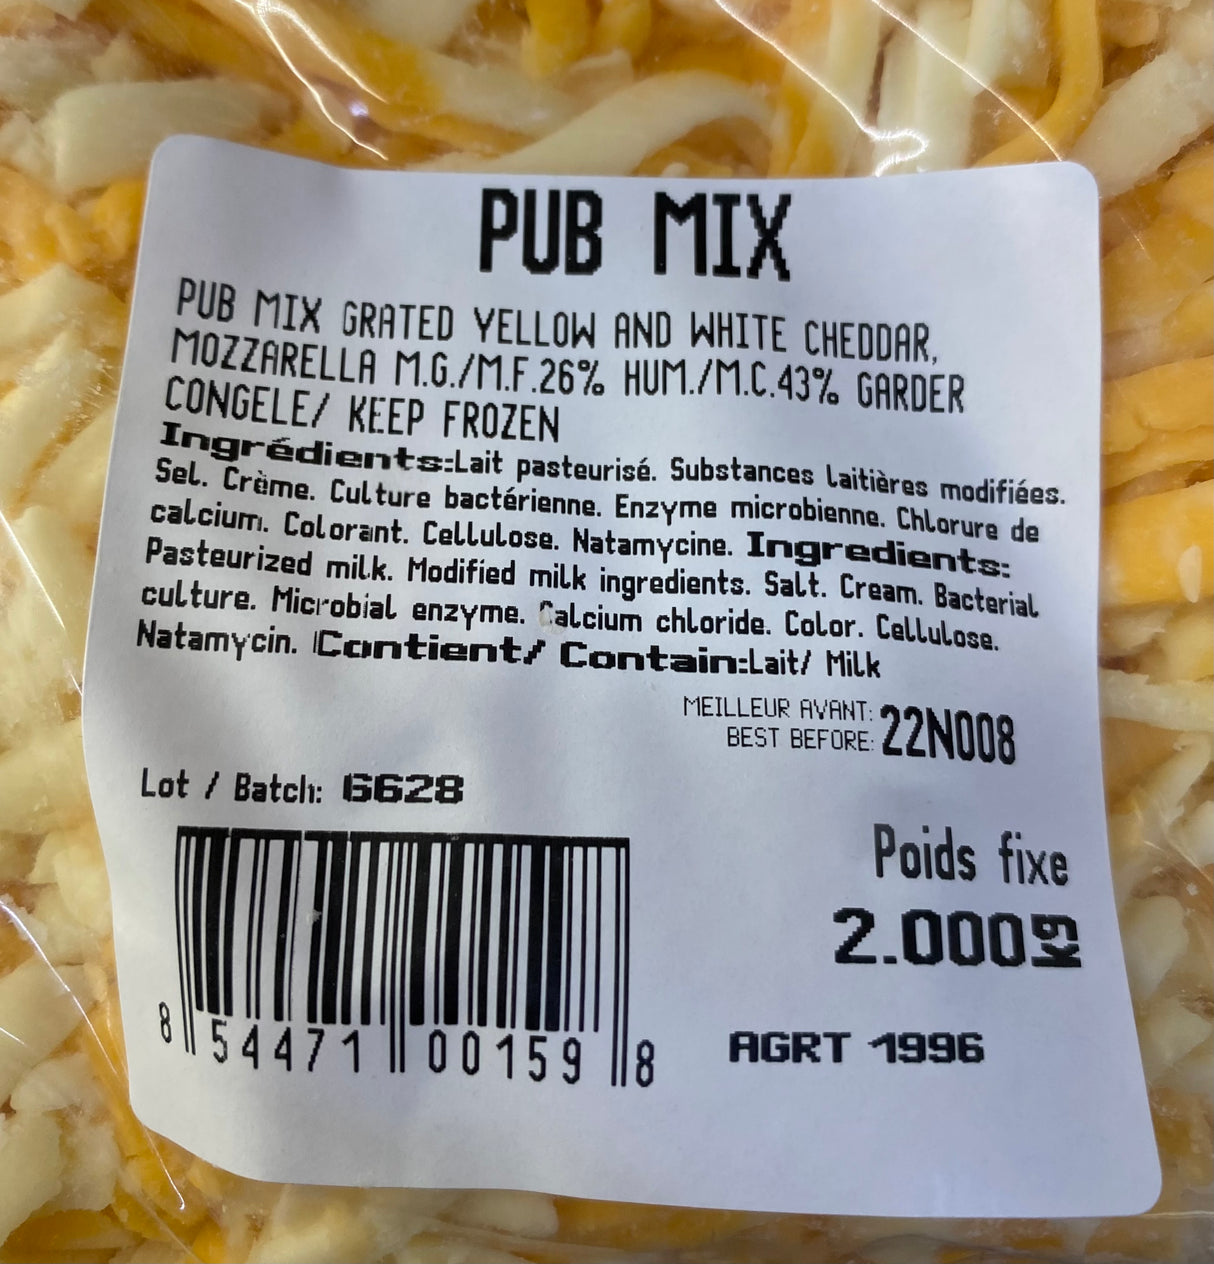 PUB MIX
PUB MIX GRATED YELLOW AND WHITE CHEDDAR,
MOZZARELLA M.G./M.F.26% HUM./M.C.43% GARDER
CONGELE/ KEEP FROZEN
Ingrédients:Lait pasteurisé. Substances laitières modifiées.
Sel. Crème. Culture bactérienne. Enzyme microbienne. Chlorure de
calcium. Colorant. Cellulose. Natamycine. Ingredients:
Pasteurized milk. Modified milk ingredients. Salt. Cream. Bacterial
culture. Microbial enzyme. Calcium chloride. Color. Cellulose.
Natamycin. Contient/ Contain:Lait/ Milk
MEILLEUR AVANT:
BEST BEFORE: 22NO08
Lot / Batch: 6628
Poids fixe
2.000kg
8 54471 00159 8
AGRT 1996